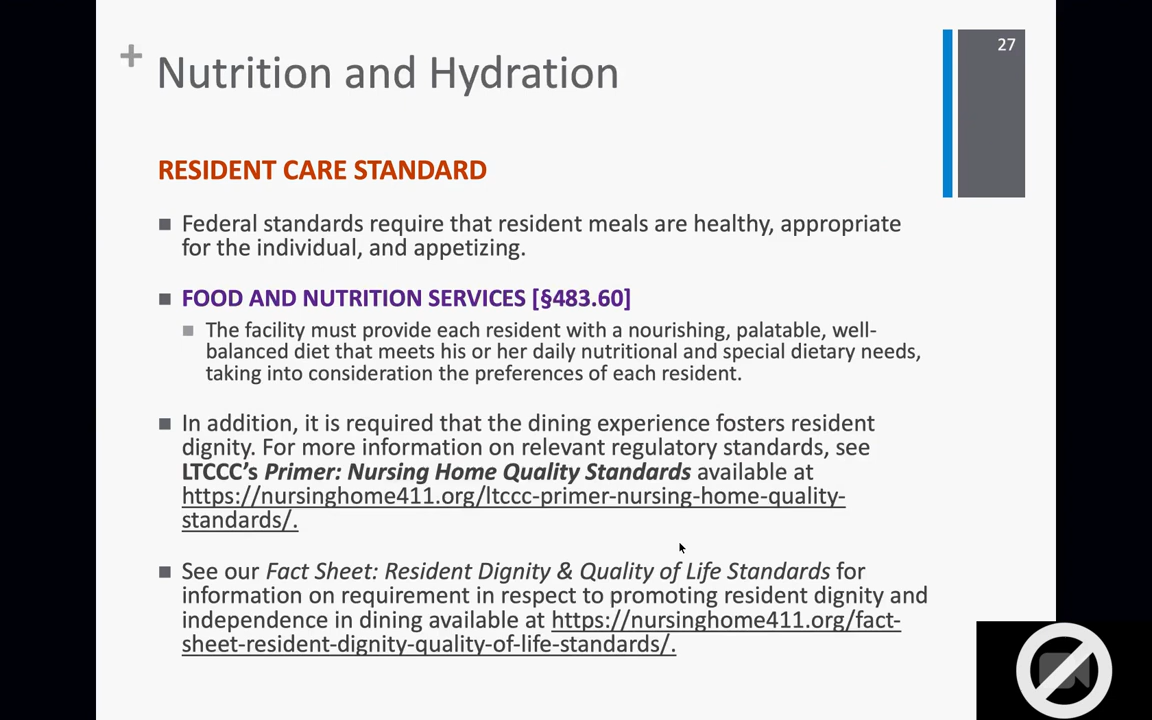 27
+ Nutrition and Hydration
RESIDENT CARE STANDARD
■ Federal standards require that resident meals are healthy, appropriate
for the individual, and appetizing.
■ FOOD AND NUTRITION SERVICES [§483.60]
■ The facility must provide each resident with a nourishing, palatable, well-
balanced diet that meets his or her daily nutritional and special dietary needs,
taking into consideration the preferences of each resident.
■ In addition, it is required that the dining experience fosters resident
dignity. For more information on relevant regulatory standards, see
LTCCC's Primer: Nursing Home Quality Standards available at
https://nursinghome411.org/ltccc-primer-nursing-home-quality-
standards/.
■ See our Fact Sheet: Resident Dignity & Quality of Life Standards for
information on requirement in respect to promoting resident dignity and
independence in dining available at https://nursinghome411.org/fact-
sheet-resident-dignity-quality-of-life-standards/.